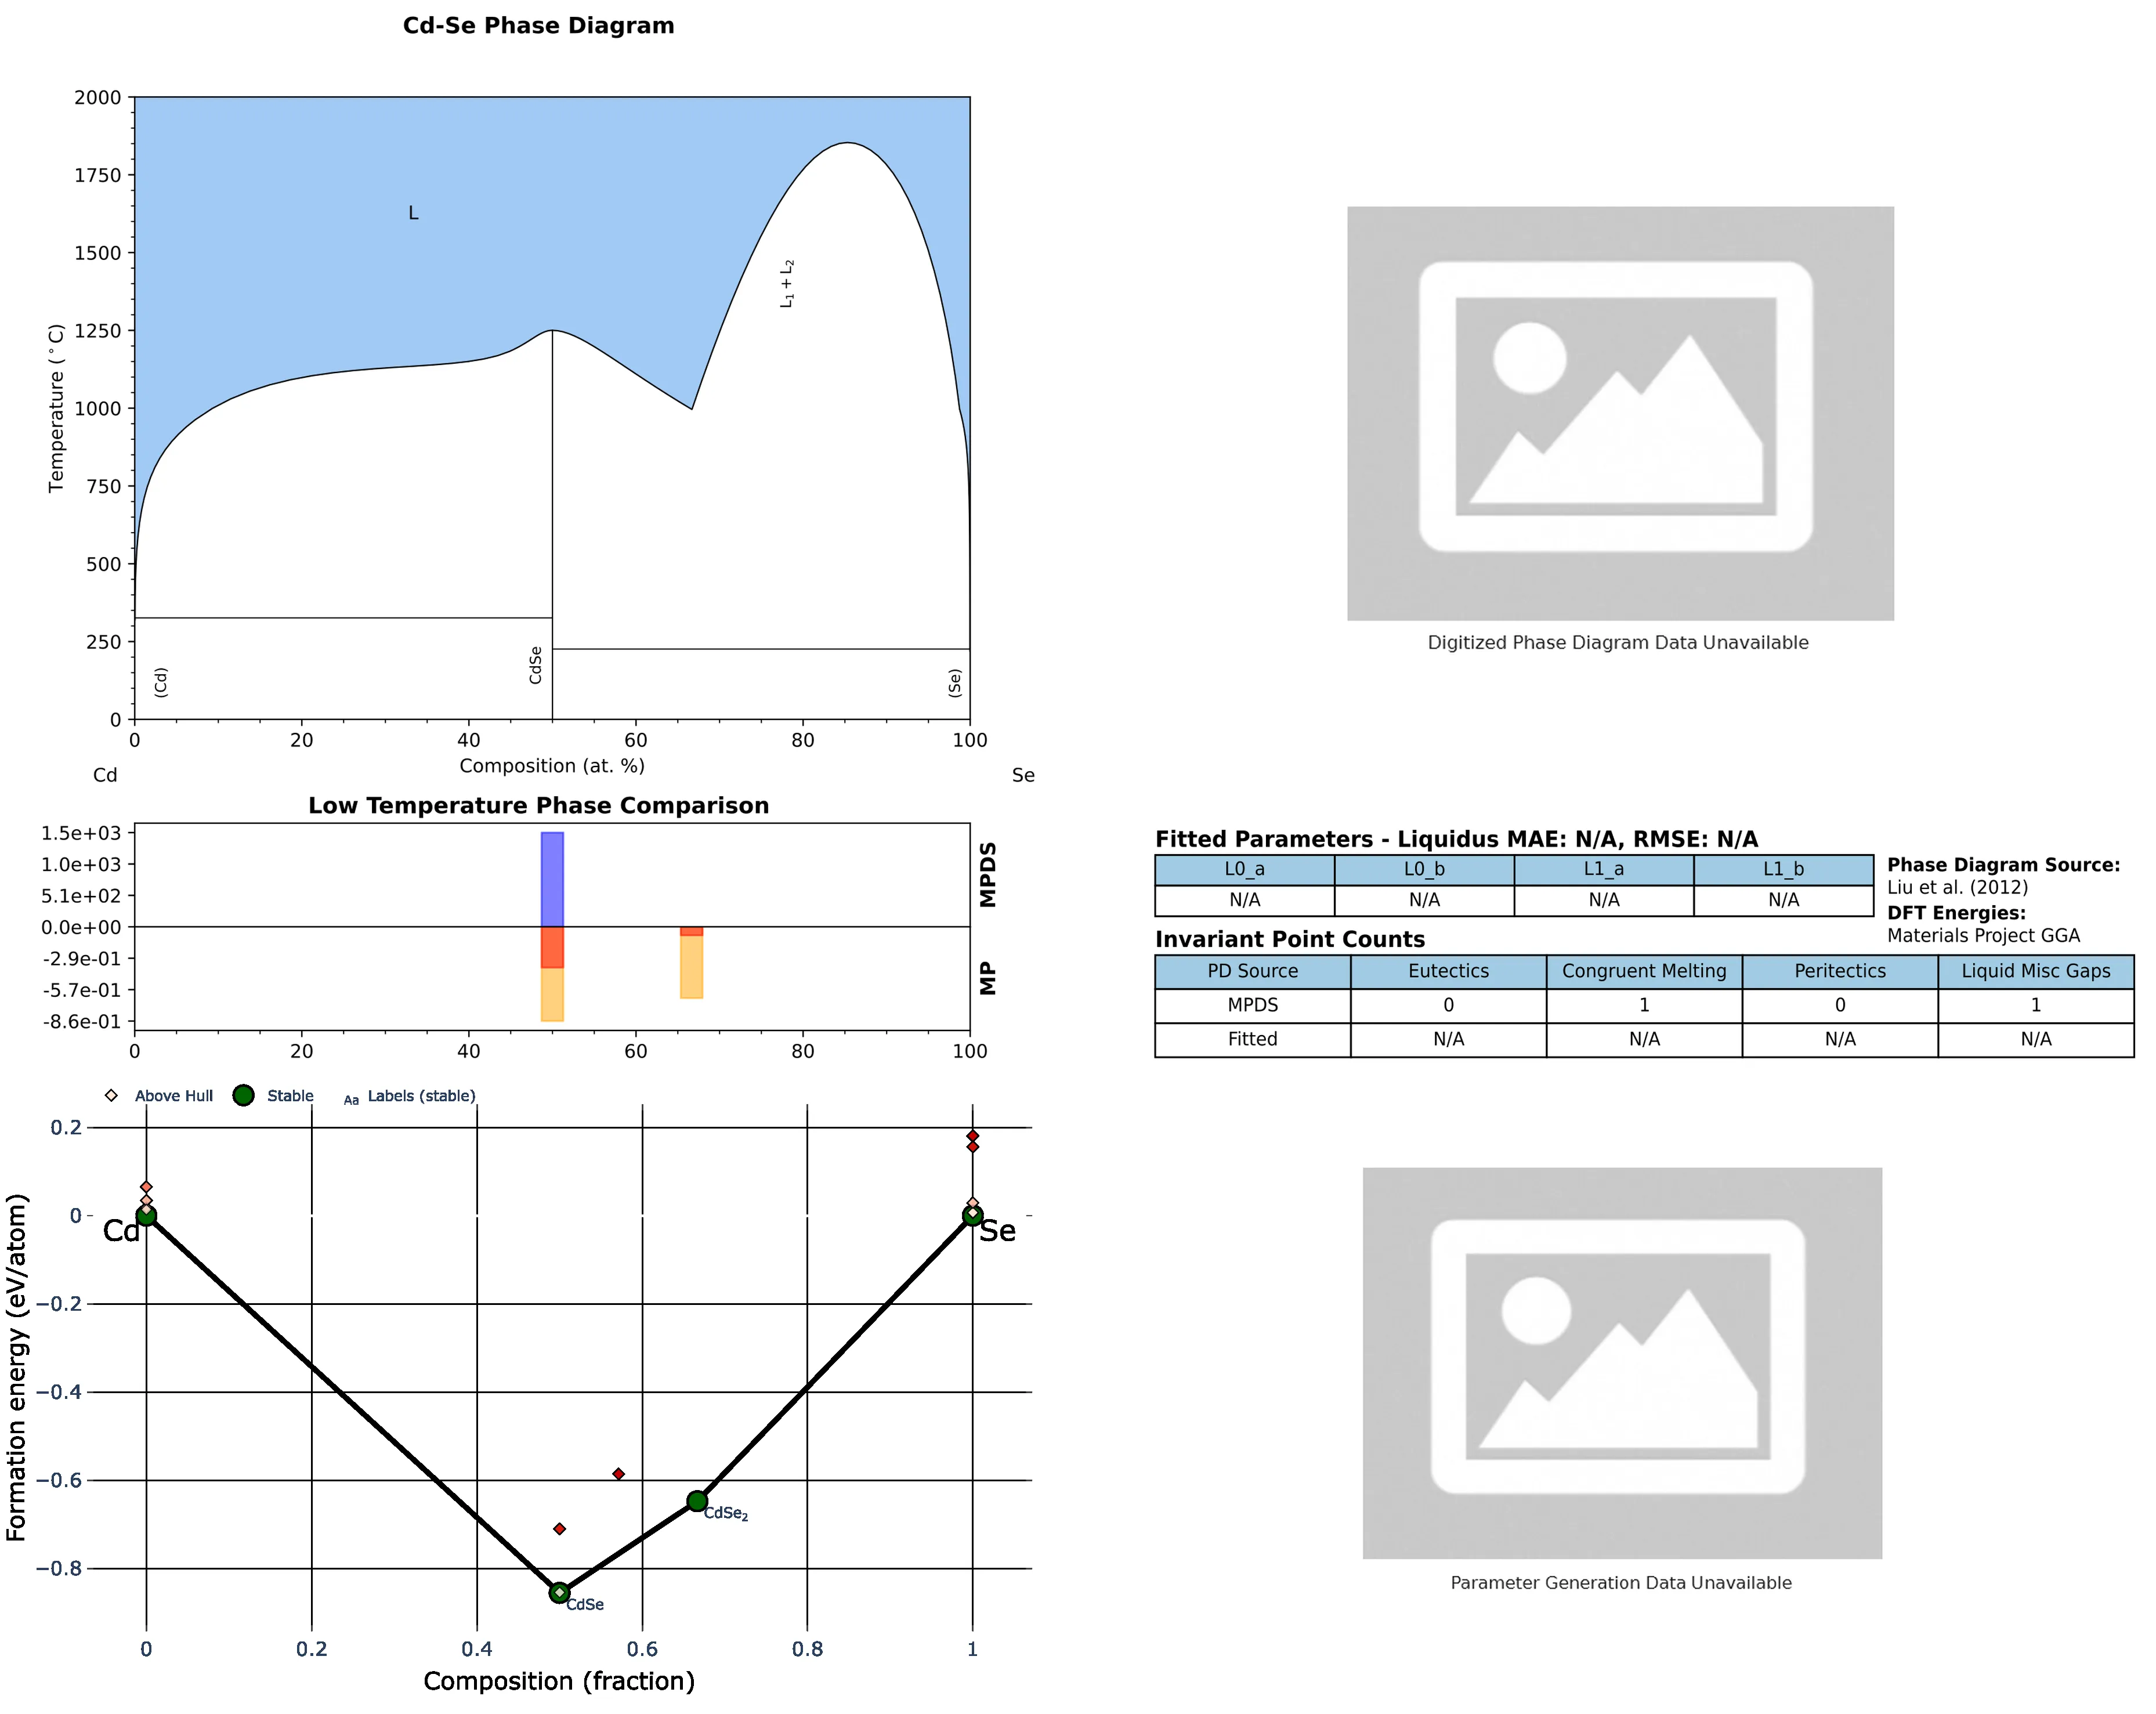 Cd-Se Phase Diagram
2000
1750
1500
1250
1000
750
500
250
0
Temperature (°C)
L
L₁ + L₂
(Cd)
CdSe
(Se)
0 20 40 60 80 100
Composition (at. %)
Cd Se
Digitized Phase Diagram Data Unavailable
Low Temperature Phase Comparison
1.5e+03
1.0e+03
5.1e+02
0.0e+00
-2.9e-01
-5.7e-01
-8.6e-01
MPDS
MP
0 20 40 60 80 100
Fitted Parameters - Liquidus MAE: N/A, RMSE: N/A
L0_a L0_b L1_a L1_b
N/A N/A N/A N/A
Phase Diagram Source:
Liu et al. (2012)
DFT Energies:
Materials Project GGA
Invariant Point Counts
PD Source Eutectics Congruent Melting Peritectics Liquid Misc Gaps
MPDS 0 1 0 1
Fitted N/A N/A N/A N/A
Above Hull Stable Aa Labels (stable)
0.2
0
−0.2
−0.4
−0.6
−0.8
Formation energy (eV/atom)
Cd
Se
CdSe₂
CdSe
0 0.2 0.4 0.6 0.8 1
Composition (fraction)
Parameter Generation Data Unavailable